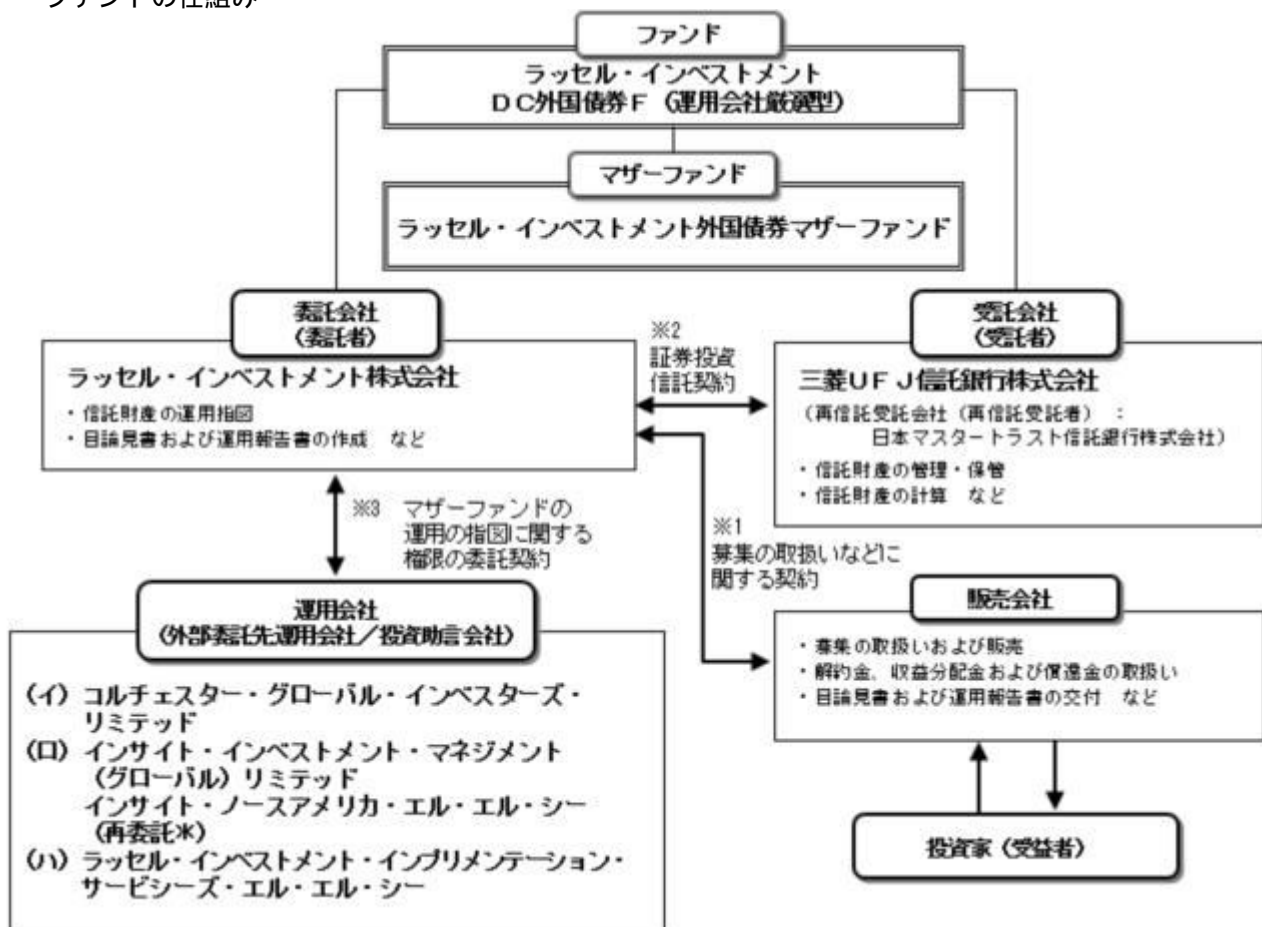 ファンドの仕組み
ファンド
ラッセル・インベストメント
DC外国債券F（運用会社厳選型）
マザーファンド
ラッセル・インベストメント外国債券マザーファンド
委託会社
（委託者）
ラッセル・インベストメント株式会社
・信託財産の運用指図
・目論見書および運用報告書の作成 など
※2
証券投資
信託契約
受託会社
（受託者）
三菱UFJ信託銀行株式会社
（再信託受託会社（再信託受託者）：
日本マスタートラスト信託銀行株式会社）
・信託財産の管理・保管
・信託財産の計算 など
※3 マザーファンドの
運用の指図に関する
権限の委託契約
※1
募集の取扱いなどに
関する契約
運用会社
（外部委託先運用会社／投資助言会社）
（イ）コルチェスター・グローバル・インベスターズ・
リミテッド
（ロ）インサイト・インベストメント・マネジメント
（グローバル）リミテッド
インサイト・ノースアメリカ・エル・エル・シー
（再委託＊）
（ハ）ラッセル・インベストメント・インプリメンテーション・
サービシーズ・エル・エル・シー
販売会社
・募集の取扱いおよび販売
・解約金、収益分配金および償還金の取扱い
・目論見書および運用報告書の交付 など
投資家（受益者）